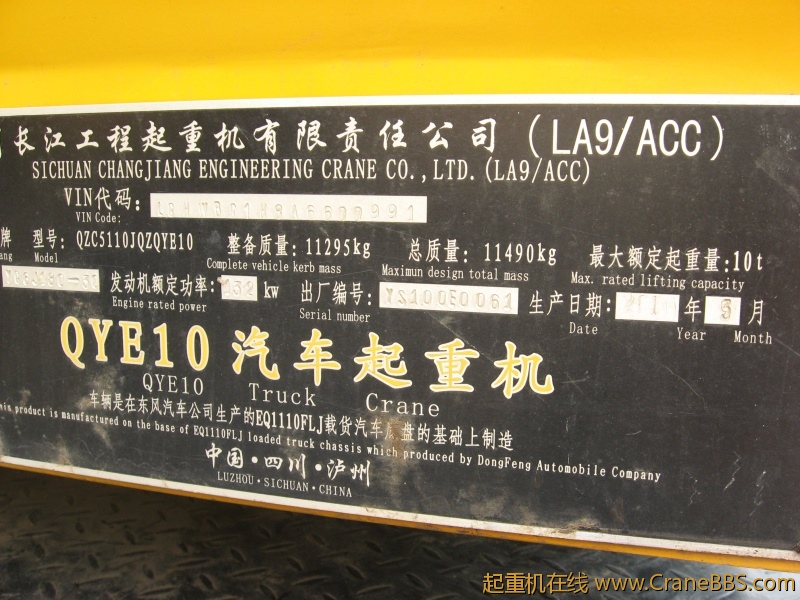 长江工程起重机有限责任公司(LA9/ACC)
SICHUAN CHANGJIANG ENGINEERING CRANE CO.,LTD.(LA9/ACC)
VIN代码:
VIN Code:
牌 型号: QZC5110JQZQYE10 整备质量: 11295kg 总质量: 11490kg 最大额定起重量:10t
Model Complete vehicle kerb mass Maximun design total mass Max. rated lifting capacity
发动机额定功率: 132 kw 出厂编号: YS10050061 生产日期: 年 月
Engine rated power Serial number Date Year Month
QYE10 汽车起重机
QYE10 Truck Crane
车辆是在东风汽车公司生产的EQ1110FLJ载货汽车底盘的基础上制造
product is manufactured on the base of EQ1110FLJ loaded truck chassis which produced by DongFeng Automobile Company
中国·四川·泸州
LUZHOU·SICHUAN·CHINA
起重机在线 www.CraneBBS.com